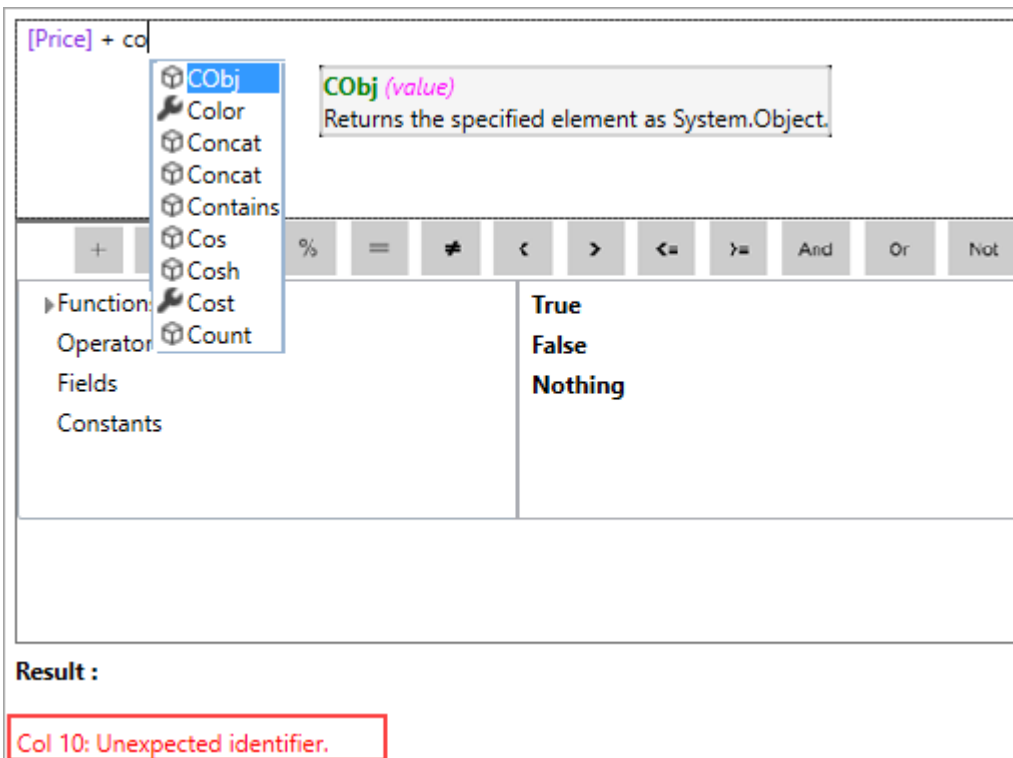 [Price] + co
CObj
Color
Concat
Concat
Contains
Cos
Cosh
Cost
Count
CObj (value)
Returns the specified element as System.Object.
+ % = ≠ < > <= >= And Or Not
Functions
Operator
Fields
Constants
True
False
Nothing
Result :
Col 10: Unexpected identifier.